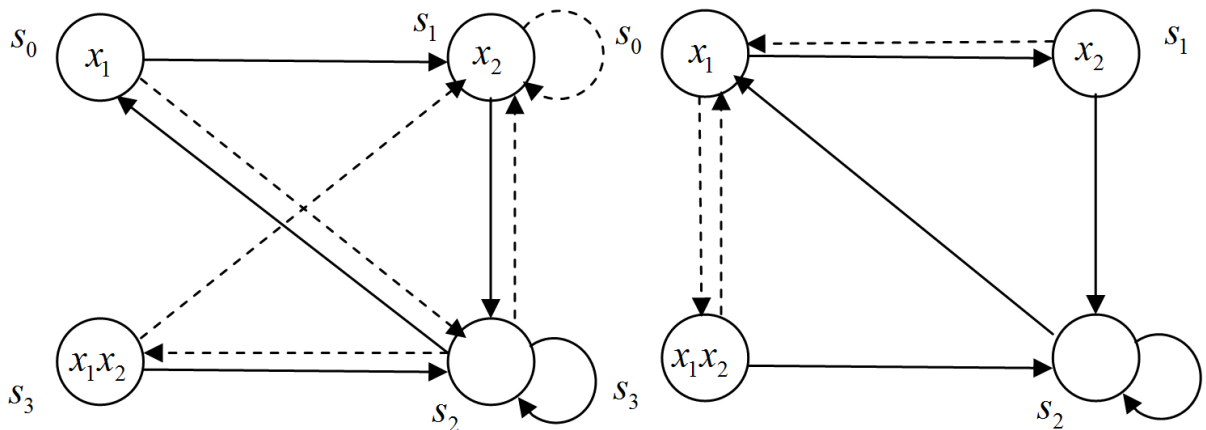 s₀ x₁ s₁ x₂ s₀ x₁ x₂ s₁
x₁x₂ x₁x₂
s₃ s₂ s₃ s₂